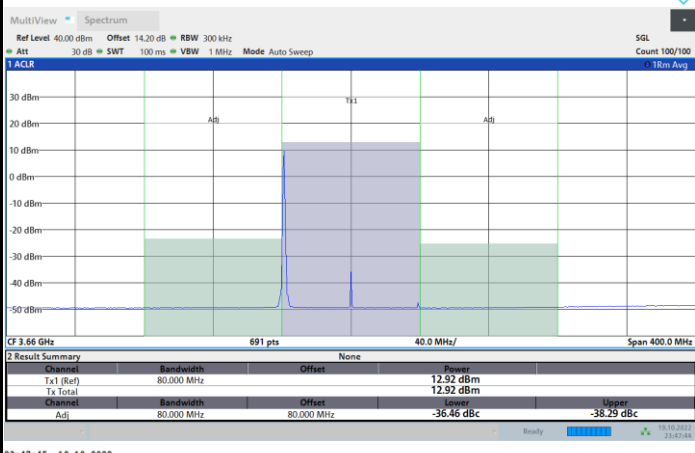 MultiView Spectrum
Ref Level 40.00 dBm Offset 14.20 dB RBW 300 kHz SGL
Att 30 dB SWT 100 ms VBW 1 MHz Mode Auto Sweep Count 100/100
1 ACLR 1Rm Avg
30 dBm
Tx1
20 dBm Adj Adj
10 dBm
0 dBm
-10 dBm
-20 dBm
-30 dBm
-40 dBm
-50 dBm
CF 3.66 GHz 691 pts 40.0 MHz/ Span 400.0 MHz
2 Result Summary None
Channel Bandwidth Offset Power
Tx1 (Ref) 80.000 MHz 12.92 dBm
Tx Total 12.92 dBm
Channel Bandwidth Offset Lower Upper
Adj 80.000 MHz 80.000 MHz -36.46 dBc -38.29 dBc
Ready 19.10.2022
23:47:44